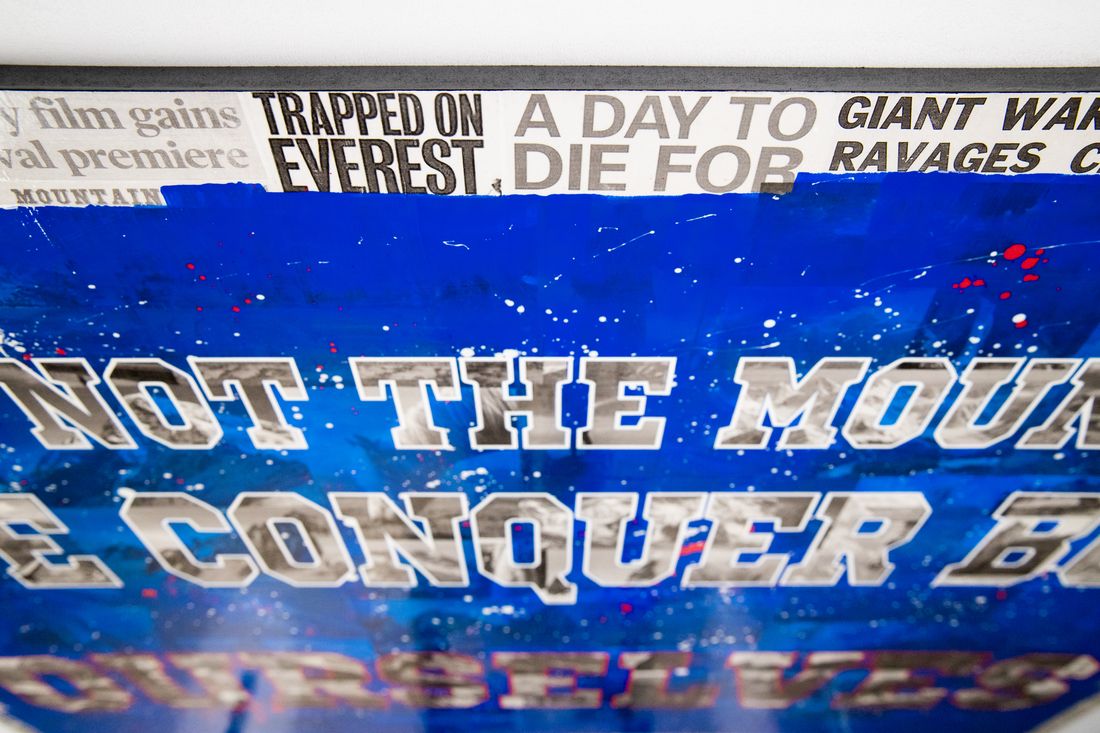 y film gains
val premiere
MOUNTAIN
TRAPPED ON
EVEREST
A DAY TO
DIE FOR
GIANT WAR
RAVAGES C
NOT THE MOUN
E CONQUER B
OURSELVES